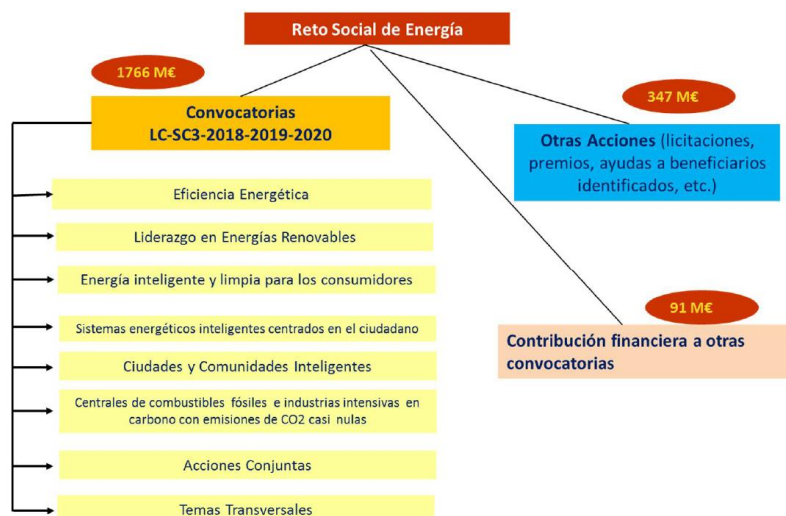 Reto Social de Energía
1766 M€
Convocatorias
LC-SC3-2018-2019-2020
347 M€
Otras Acciones (licitaciones,
premios, ayudas a beneficiarios
identificados, etc.)
Eficiencia Energética
Liderazgo en Energías Renovables
Energía inteligente y limpia para los consumidores
Sistemas energéticos inteligentes centrados en el ciudadano
Ciudades y Comunidades Inteligentes
Centrales de combustibles fósiles e industrias intensivas en
carbono con emisiones de CO2 casi nulas
Acciones Conjuntas
Temas Transversales
91 M€
Contribución financiera a otras
convocatorias